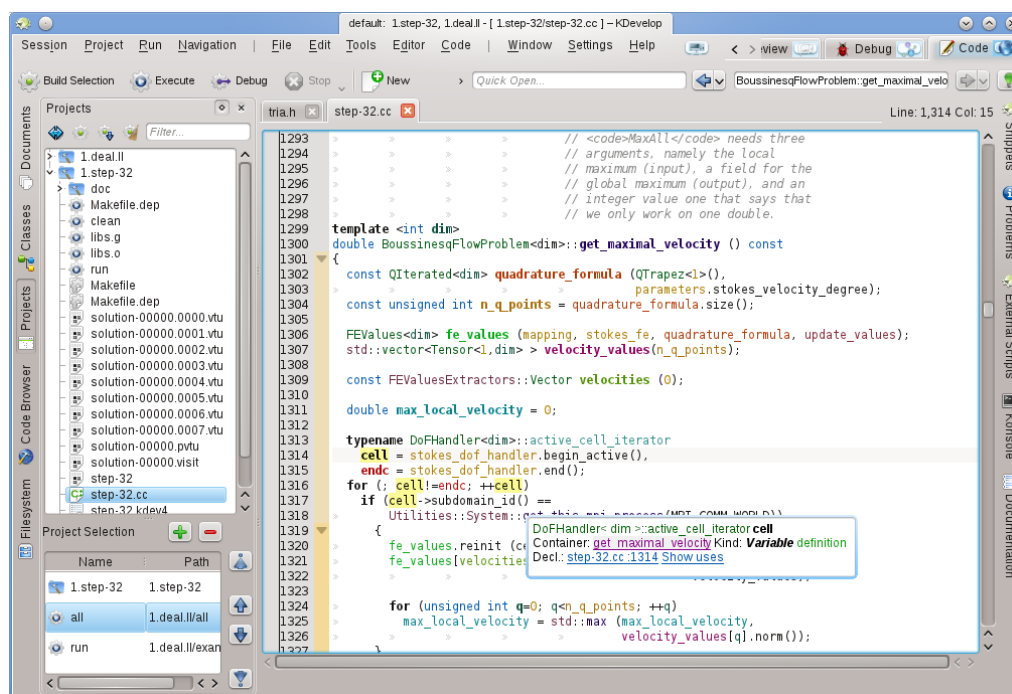 default: 1.step-32, 1.deal.II - [ 1.step-32/step-32.cc ] – KDevelop
Session Project Run Navigation | File Edit Tools Editor Code | Window Settings Help
Debug Code
Build Selection Execute Debug Stop New Quick Open... BoussinesqFlowProblem::get_maximal_velo
Projects
tria.h step-32.cc Line: 1,314 Col: 15
Filter...
Documents
Classes
Projects
Code Browser
Filesystem
1.deal.II
1.step-32
doc
Makefile.dep
clean
libs.g
libs.o
run
Makefile
Makefile.dep
solution-00000.0000.vtu
solution-00000.0001.vtu
solution-00000.0002.vtu
solution-00000.0003.vtu
solution-00000.0004.vtu
solution-00000.0005.vtu
solution-00000.0006.vtu
solution-00000.0007.vtu
solution-00000.pvtu
solution-00000.visit
step-32
step-32.cc
step-32.kdev4
Project Selection
Name Path
1.step-32 1.step-32
all 1.deal.II/all
run 1.deal.II/exan
1293 // <code>MaxAll</code> needs three
1294 // arguments, namely the local
1295 // maximum (input), a field for the
1296 // global maximum (output), and an
1297 // integer value one that says that
1298 // we only work on one double.
1299 template <int dim>
1300 double BoussinesqFlowProblem<dim>::get_maximal_velocity () const
1301 {
1302 const QIterated<dim> quadrature_formula (QTrapez<1>(),
1303 parameters.stokes_velocity_degree);
1304 const unsigned int n_q_points = quadrature_formula.size();
1305
1306 FEValues<dim> fe_values (mapping, stokes_fe, quadrature_formula, update_values);
1307 std::vector<Tensor<1,dim> > velocity_values(n_q_points);
1308
1309 const FEValuesExtractors::Vector velocities (0);
1310
1311 double max_local_velocity = 0;
1312
1313 typename DoFHandler<dim>::active_cell_iterator
1314 cell = stokes_dof_handler.begin_active(),
1315 endc = stokes_dof_handler.end();
1316 for (; cell!=endc; ++cell)
1317 if (cell->subdomain_id() ==
1318 Utilities::System::get_this_mpi_process(MPI_COMM_WORLD))
1319 {
1320 fe_values.reinit (ce
1321 fe_values[velocities
1322
1323
1324 for (unsigned int q=0; q<n_q_points; ++q)
1325 max_local_velocity = std::max (max_local_velocity,
1326 velocity_values[q].norm());
1327 }
DoFHandler< dim >::active_cell_iterator cell
Container: get_maximal_velocity Kind: Variable definition
Decl.: step-32.cc :1314 Show uses
Snippets
Problems
External Scripts
Konsole
Documentation